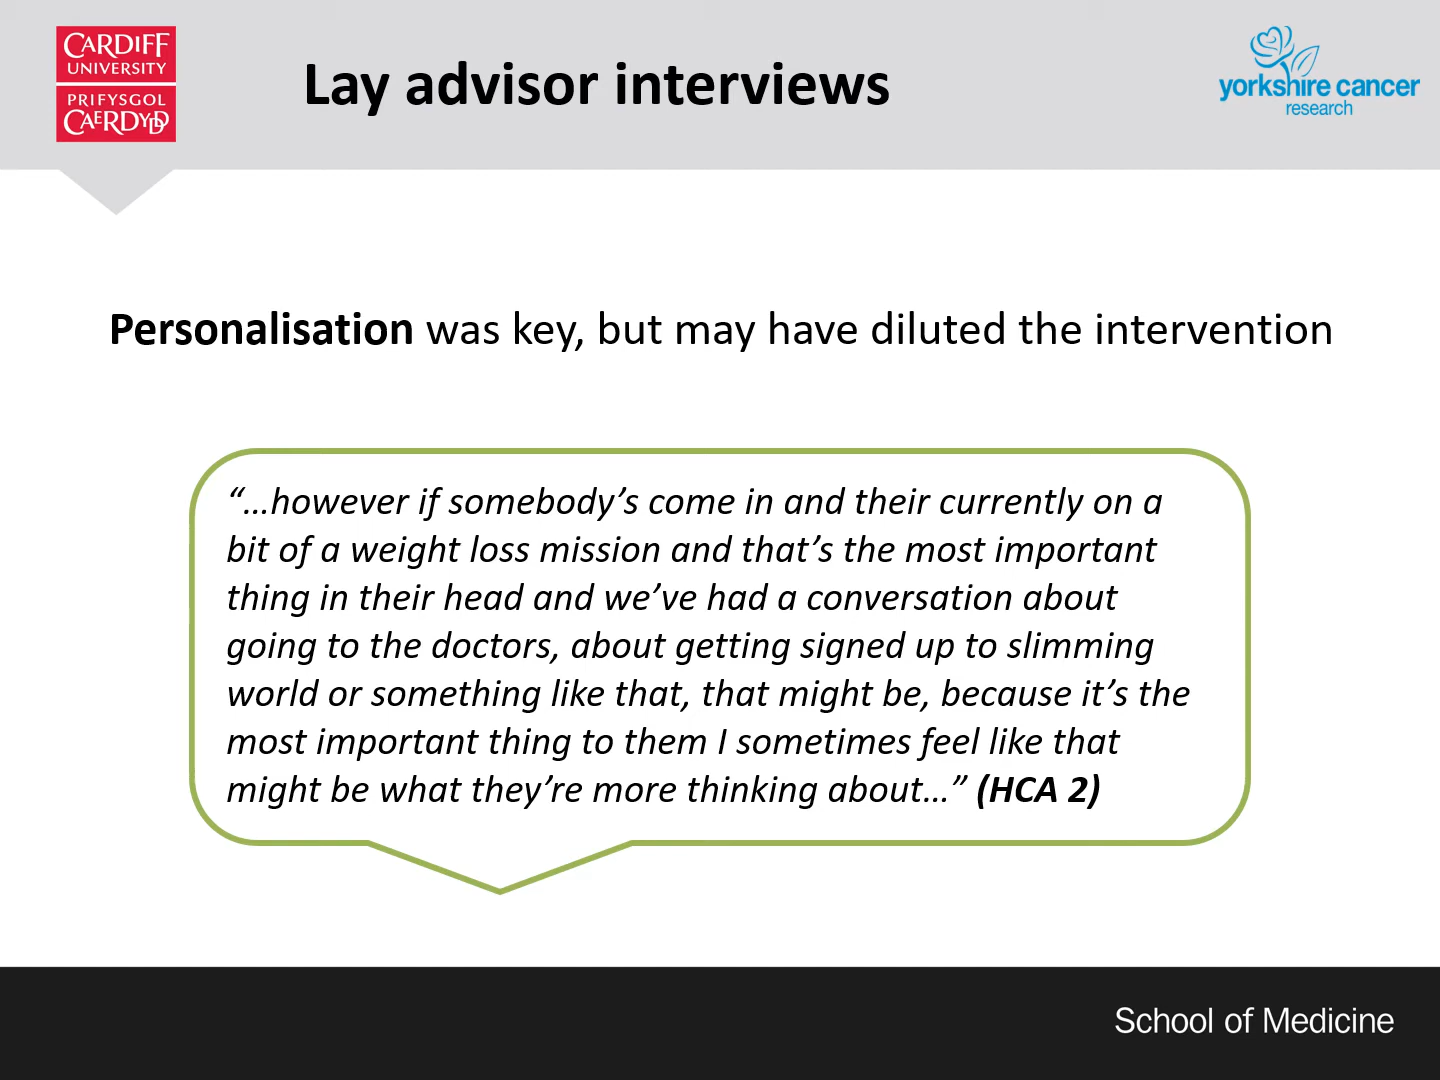 CARDIFF
UNIVERSITY
PRIFYSGOL
CAERDYDD
Lay advisor interviews
yorkshire cancer
research
Personalisation was key, but may have diluted the intervention
“…however if somebody’s come in and their currently on a
bit of a weight loss mission and that’s the most important
thing in their head and we’ve had a conversation about
going to the doctors, about getting signed up to slimming
world or something like that, that might be, because it’s the
most important thing to them I sometimes feel like that
might be what they’re more thinking about…” (HCA 2)
School of Medicine